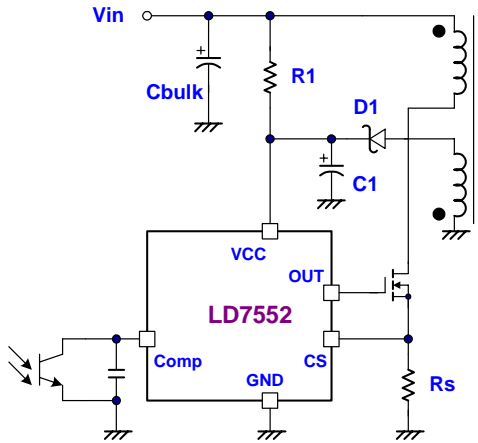 Vin
R1
Cbulk
D1
C1
VCC
OUT
LD7552
Comp
CS
GND
Rs